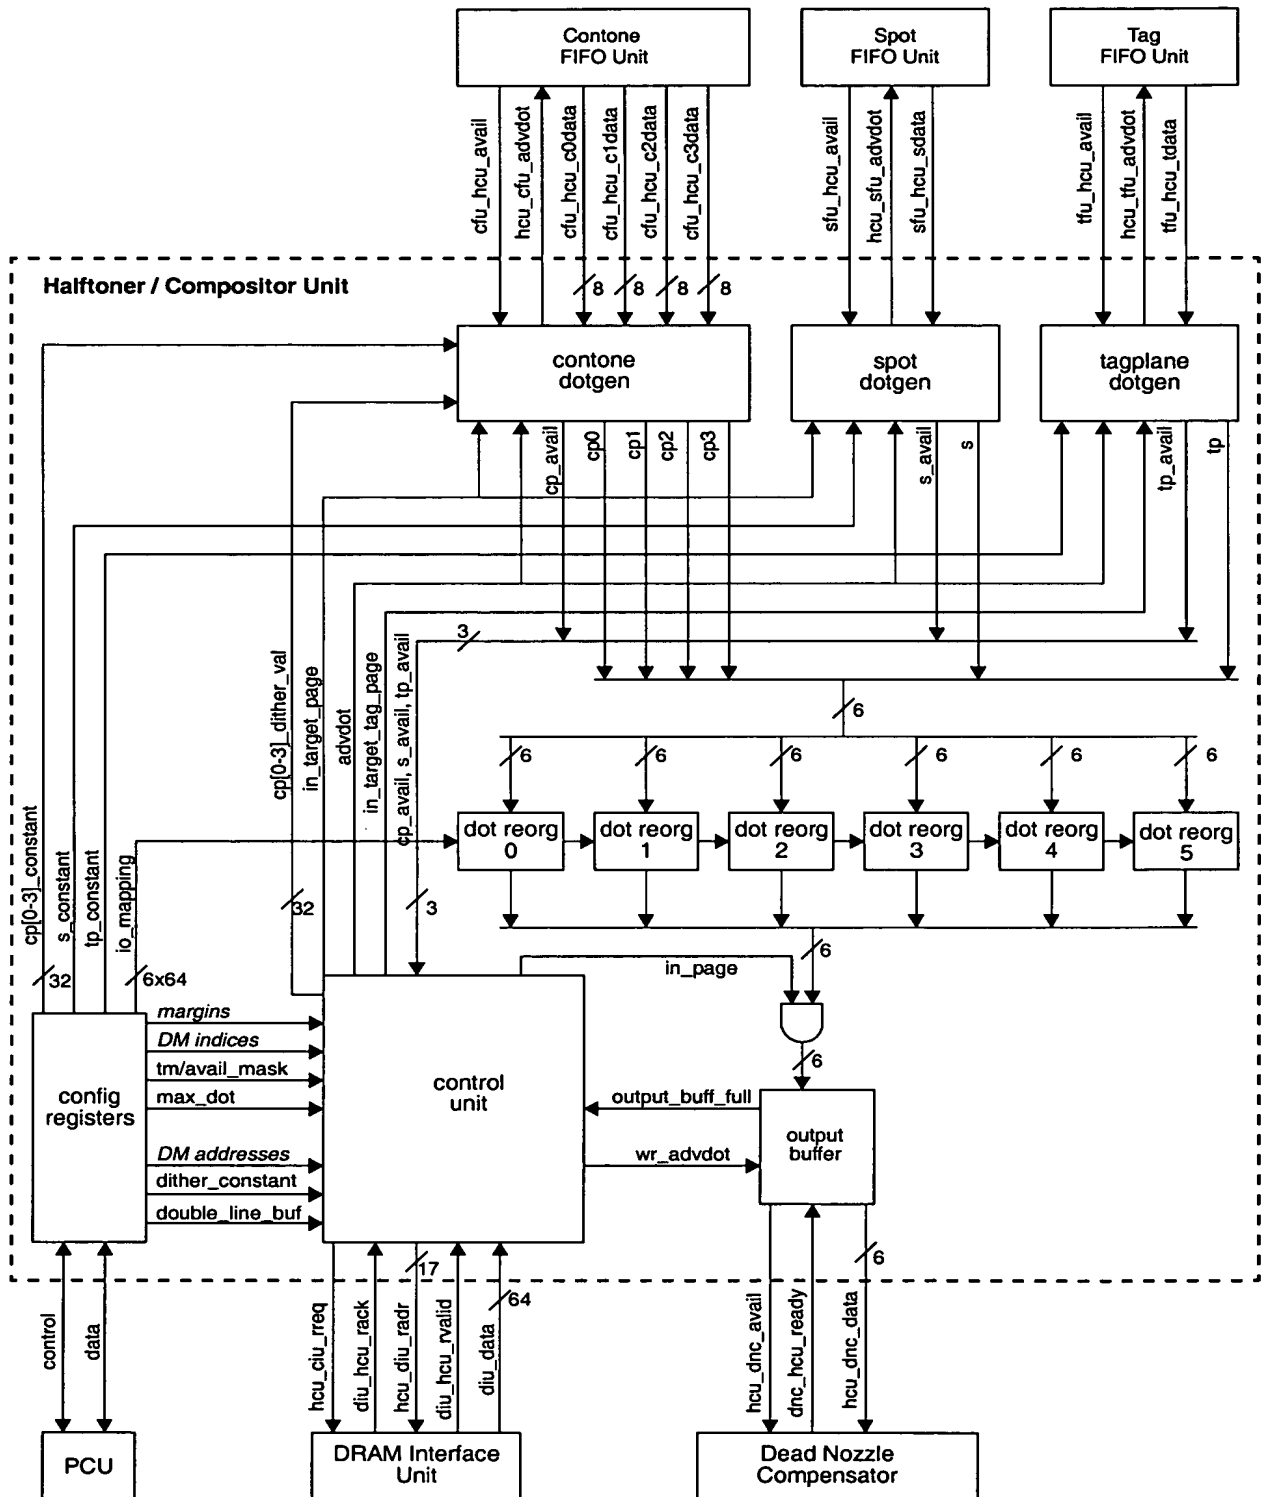 Contone
FIFO Unit
Spot
FIFO Unit
Tag
FIFO Unit
cfu_hcu_avail
hcu_cfu_advdot
cfu_hcu_c0data
cfu_hcu_c1data
cfu_hcu_c2data
cfu_hcu_c3data
sfu_hcu_avail
hcu_sfu_advdot
sfu_hcu_sdata
tfu_hcu_avail
hcu_tfu_advdot
tfu_hcu_tdata
Halftoner / Compositor Unit
8
8
8
8
contone
dotgen
spot
dotgen
tagplane
dotgen
cp_avail
cp0
cp1
cp2
cp3
s_avail
s
tp_avail
tp
3
6
cp[0-3]_dither_val
in_target_page
advdot
in_target_tag_page
cp_avail, s_avail, tp_avail
6
6
6
6
6
6
dot reorg
0
dot reorg
1
dot reorg
2
dot reorg
3
dot reorg
4
dot reorg
5
cp[0-3]_constant
s_constant
tp_constant
io_mapping
32
3
6
32
6x64
in_page
margins
DM indices
tm/avail_mask
max_dot
DM addresses
dither_constant
double_line_buf
config
registers
control
unit
6
output_buff_full
wr_advdot
output
buffer
17
64
6
control
data
hcu_ciu_rreq
diu_hcu_rack
hcu_diu_radr
diu_hcu_rvalid
diu_data
hcu_dnc_avail
dnc_hcu_ready
hcu_dnc_data
PCU
DRAM Interface
Unit
Dead Nozzle
Compensator